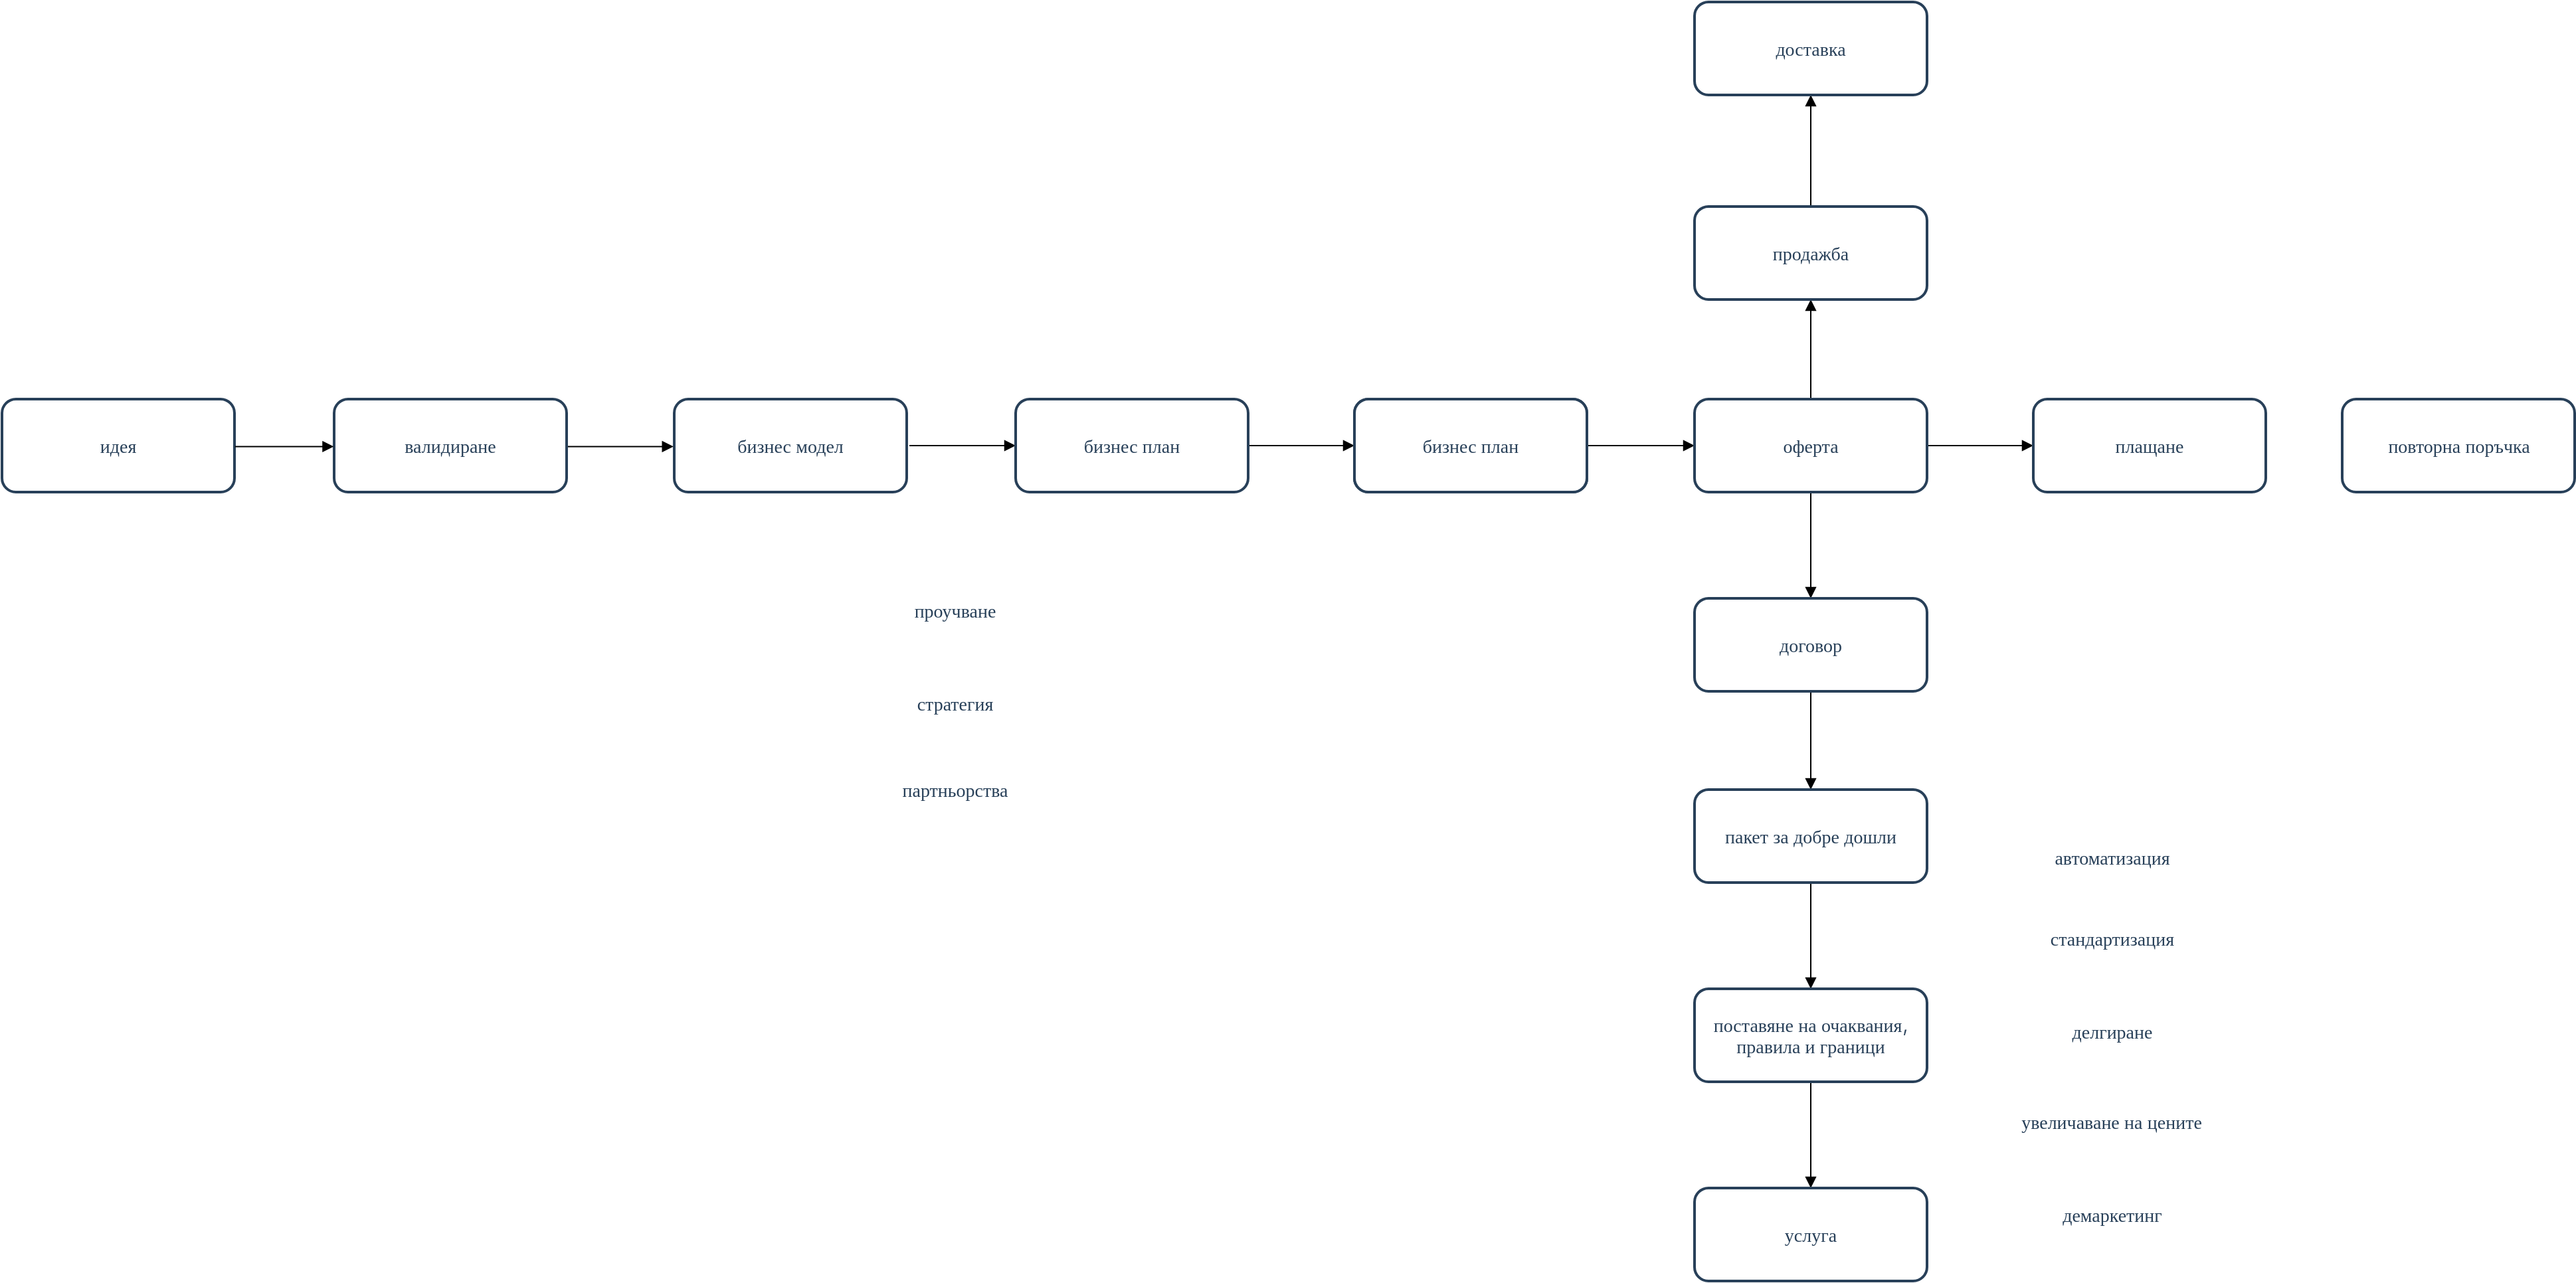 доставка
продажба
идея
валидиране
бизнес модел
бизнес план
бизнес план
оферта
плащане
повторна поръчка
проучване
договор
стратегия
партньорства
пакет за добре дошли
автоматизация
стандартизация
поставяне на очаквания,
правила и граници
делгиране
увеличаване на цените
демаркетинг
услуга